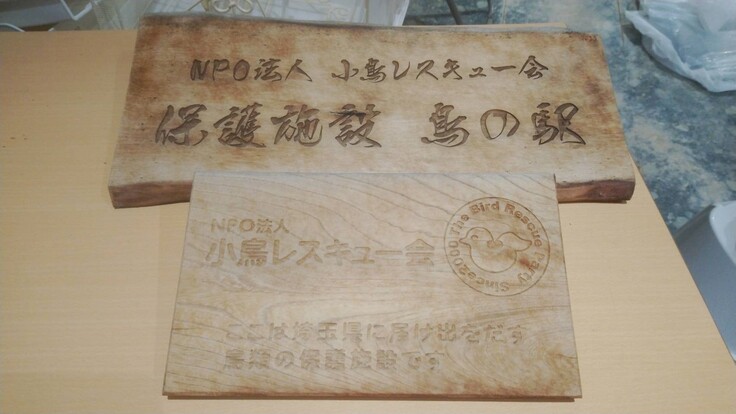 NPO法人 小鳥レスキュー会
保護施設 鳥の駅
NPO法人
小鳥レスキュー会
The Bird Rescue Party Since2000
ここは埼玉県に届け出をだす
鳥類の保護施設です